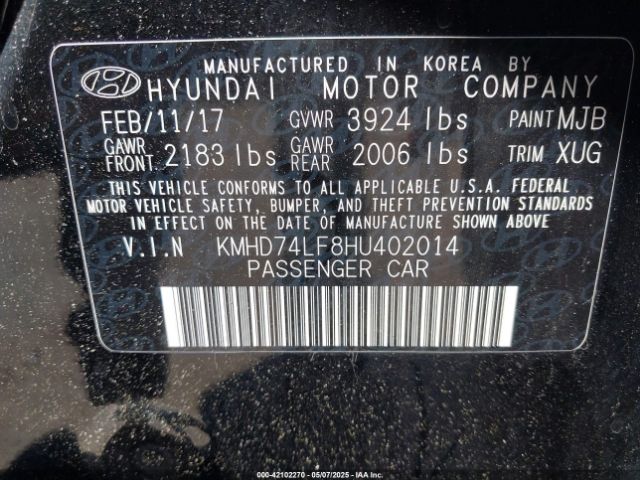 MANUFACTURED IN KOREA BY
HYUNDAI MOTOR COMPANY
FEB/11/17 GVWR 3924 lbs PAINT MJB
GAWR FRONT 2183 lbs GAWR REAR 2006 lbs TRIM XUG
THIS VEHICLE CONFORMS TO ALL APPLICABLE U.S.A. FEDERAL
MOTOR VEHICLE SAFETY, BUMPER, AND THEFT PREVENTION STANDARDS
IN EFFECT ON THE DATE OF MANUFACTURE SHOWN ABOVE
V.I.N KMHD74LF8HU402014
PASSENGER CAR
000-42102270 - 05/07/2025 - IAAI.COM